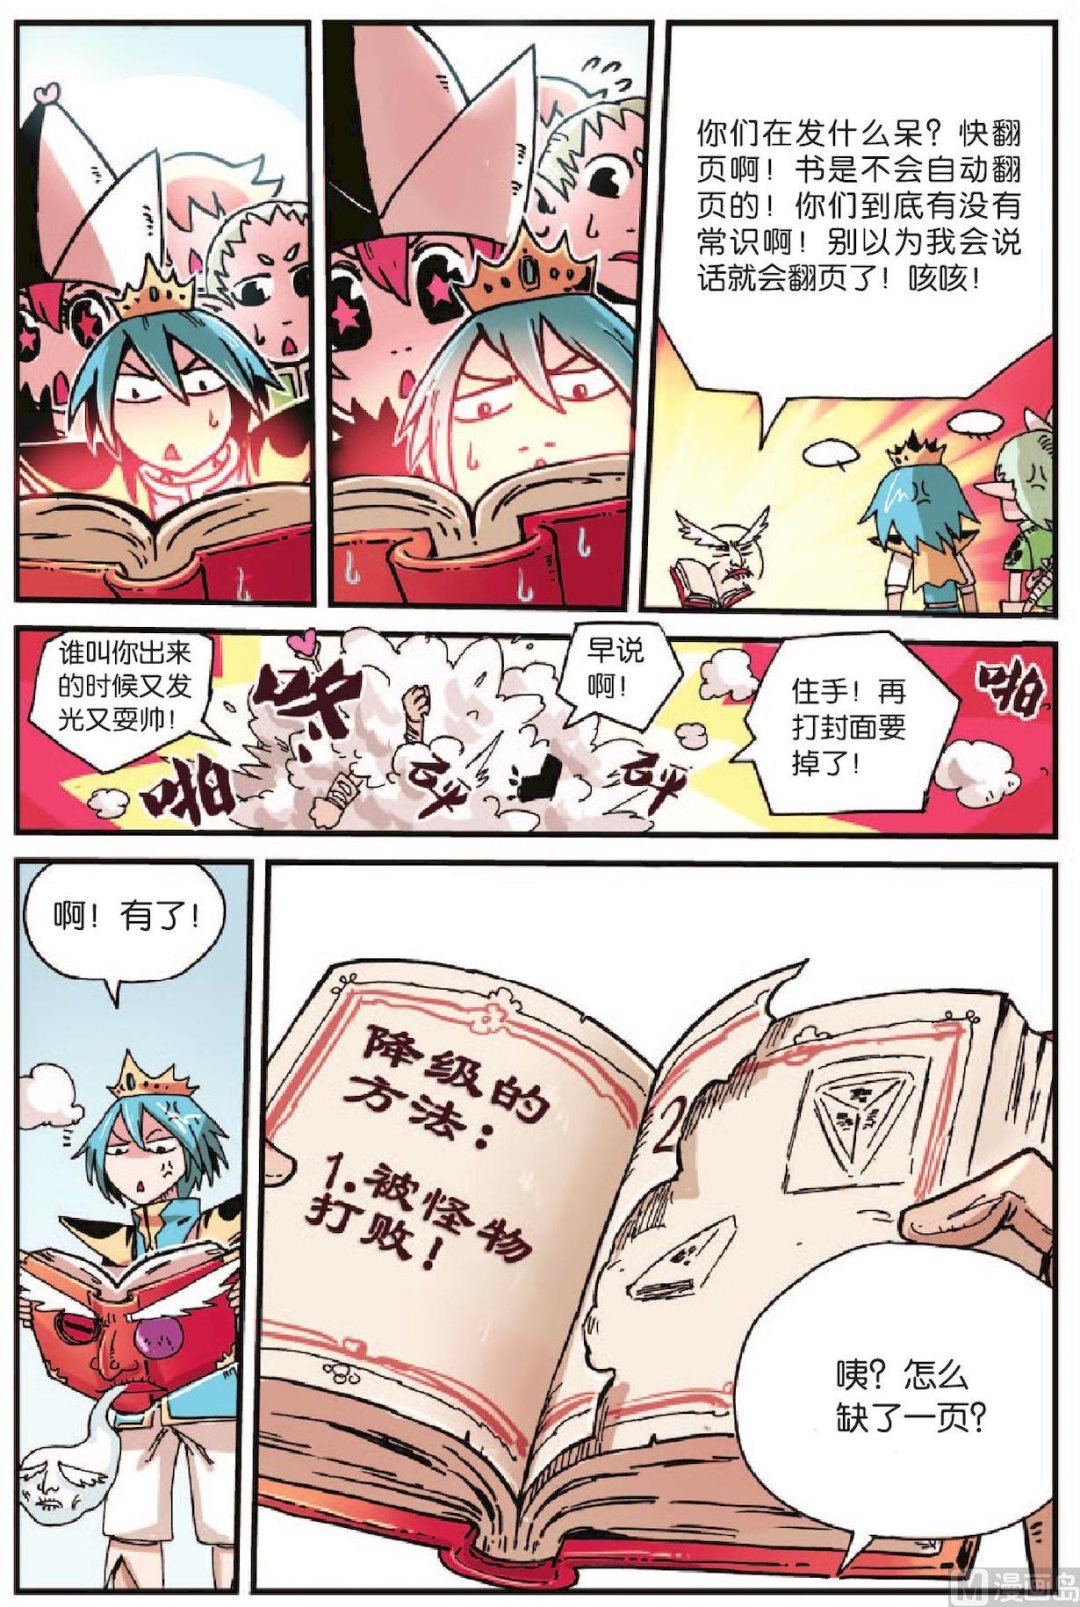 你们在发什么呆？快翻
页啊！书是不会自动翻
页的！你们到底有没有
常识啊！别以为我会说
话就会翻页了！咳咳！
谁叫你出来
的时候又发
光又耍帅！
咚
啪
砰
早说
啊！
砰
住手！再
打封面要
掉了！
啪
啊！有了！
降级的
方法：
1.被怪物
打败！
2
咦？怎么
缺了一页？
M 漫画岛